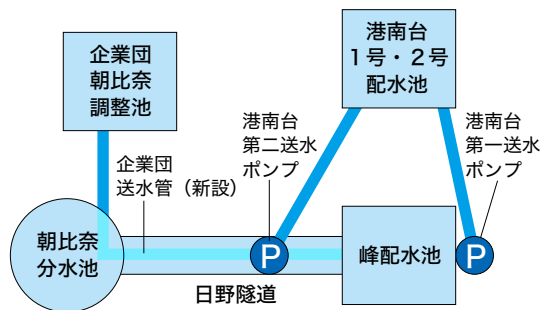 企業団
朝比奈
調整池
港南台
1号・2号
配水池
港南台
第二送水
ポンプ
港南台
第一送水
ポンプ
企業団
送水管（新設）
朝比奈
分水池
P
峰配水池
P
日野隧道